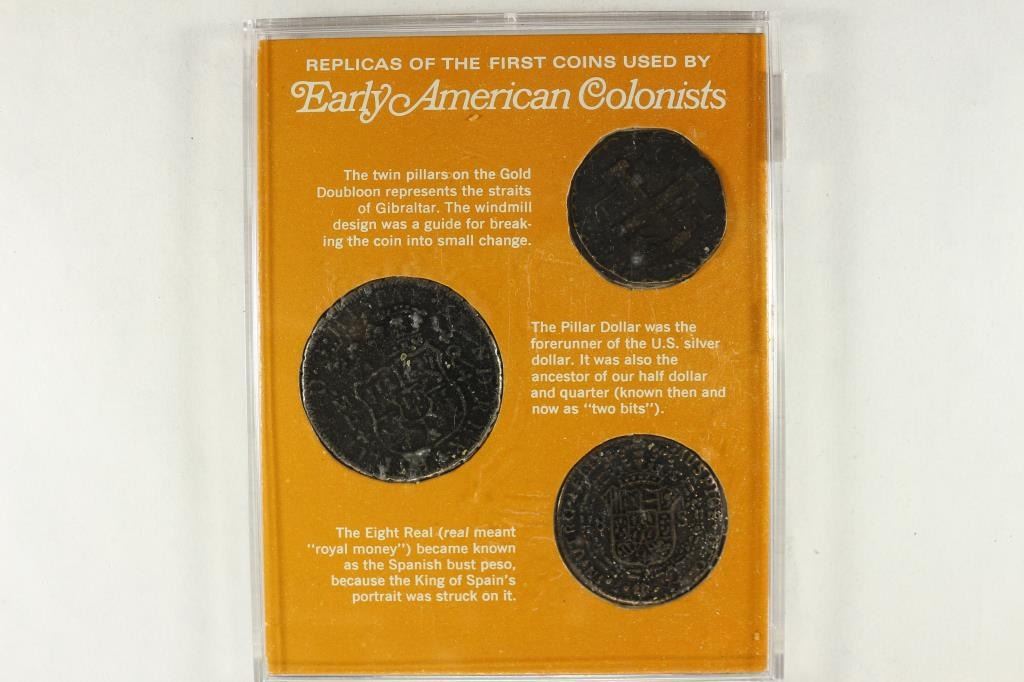 REPLICAS OF THE FIRST COINS USED BY
Early American Colonists
The twin pillars on the Gold
Doubloon represents the straits
of Gibraltar. The windmill
design was a guide for break-
ing the coin into small change.
The Pillar Dollar was the
forerunner of the U.S. silver
dollar. It was also the
ancestor of our half dollar
and quarter (known then and
now as "two bits").
The Eight Real (real meant
"royal money") became known
as the Spanish bust peso,
because the King of Spain's
portrait was struck on it.